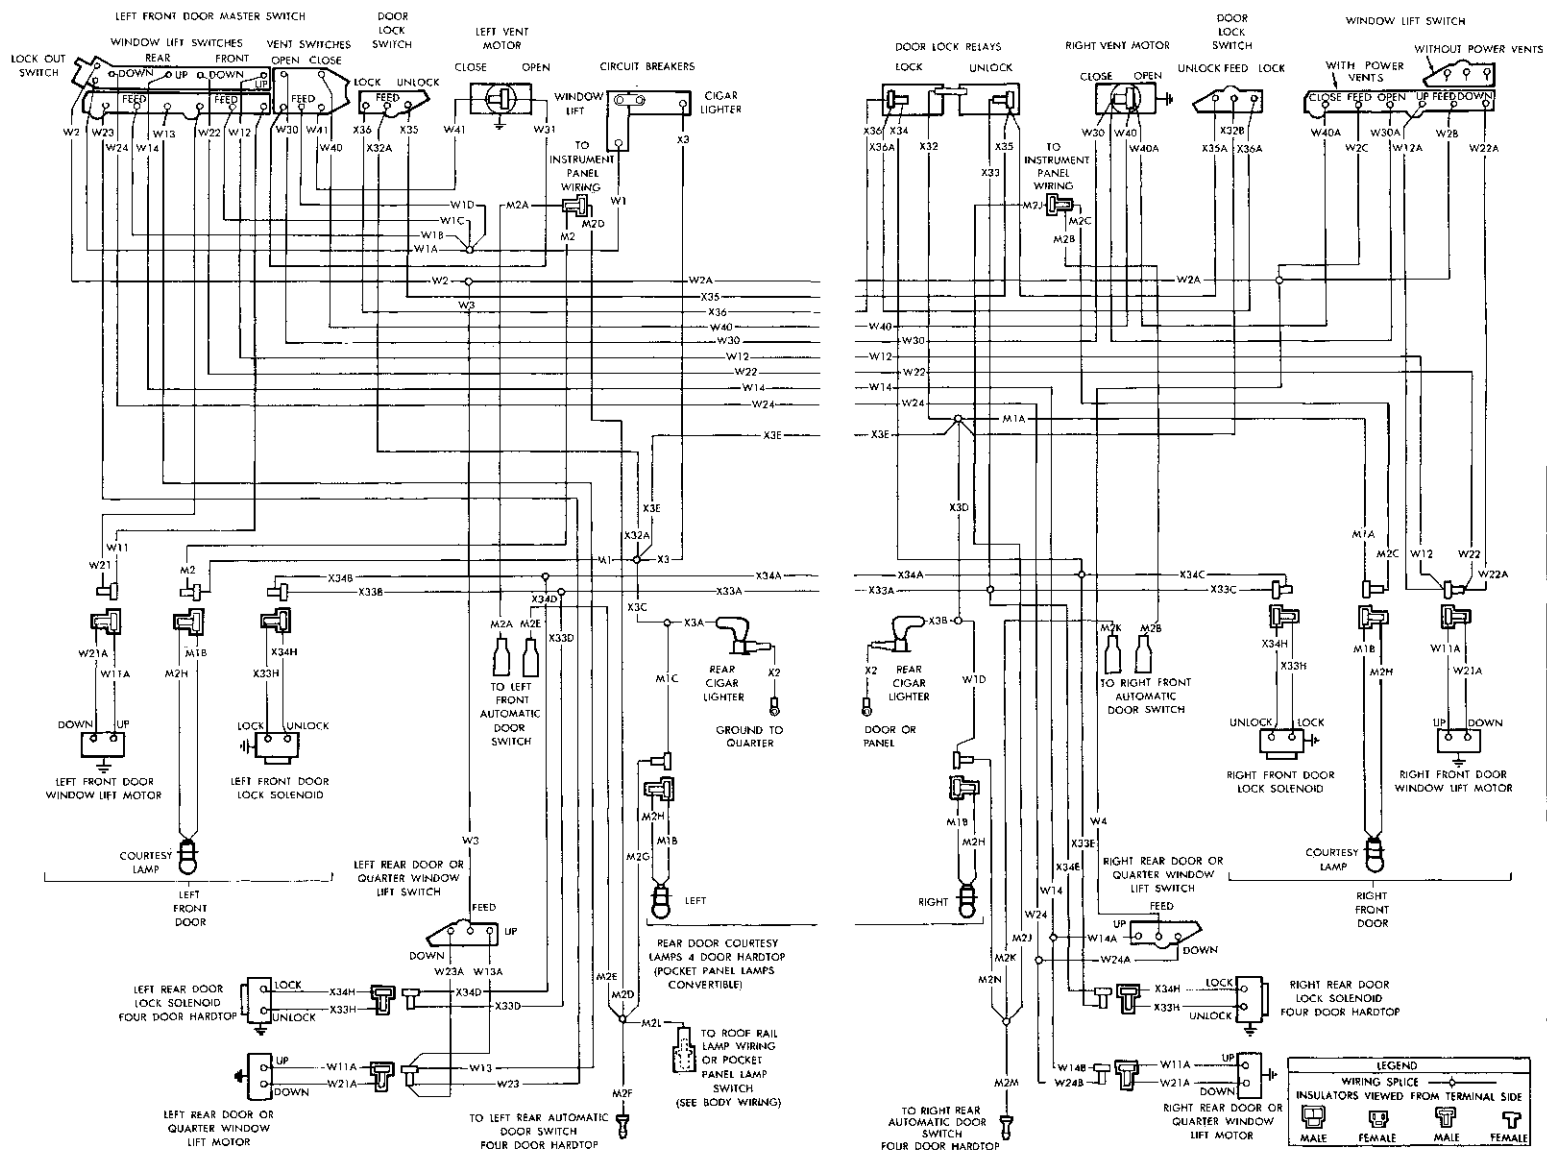 LEFT FRONT DOOR MASTER SWITCH
DOOR
LOCK
SWITCH
LEFT VENT
MOTOR
DOOR
LOCK
SWITCH
WINDOW LIFT SWITCH
LOCK OUT
SWITCH
WINDOW LIFT SWITCHES
REAR FRONT
DOWN UP DOWN UP
FEED FEED
VENT SWITCHES
OPEN CLOSE
FEED
LOCK UNLOCK
FEED
CLOSE OPEN
CIRCUIT BREAKERS
WINDOW
LIFT
CIGAR
LIGHTER
DOOR LOCK RELAYS
LOCK UNLOCK
RIGHT VENT MOTOR
CLOSE OPEN
UNLOCK FEED LOCK
WITHOUT POWER VENTS
WITH POWER
VENTS
CLOSE FEED OPEN UP FEED DOWN
W2 W23 W13 W22 W12 W30 W41 X36 X35 W41 W31 X3
W24 W14 W40 X32A
X36 X34 X35 W30 W40 X32B W40A W30A W2B
X36A X32 X33 W40A X35A X36A W2C W12A W22A
TO
INSTRUMENT
PANEL
WIRING
TO
INSTRUMENT
PANEL
WIRING
W1D M2A W1
W1C M2D
W1B M2
W1A
M2J M2C
M2B
W2 W2A W2A
W3 X35
X36
W40 W40
W30 W30
W12 W12
W22 W22
W14 W14
W24 W24
M1A
X3E X3E
X3E X3D
X32A
W11
W21 M2 M1 X3
M1A M2C W12 W22
W22A
X34B X34A X34A X34C
X33B X33A X33A X33C
X34D X3C
X33D
M2A M2E X3A X3B M2K M2B
W21A M1B X34H
W11A M2H X33H
X34H M1B W11A
X33H M2H W21A
REAR
CIGAR
LIGHTER
X2
REAR
CIGAR
LIGHTER
X2
M1C W1D
TO LEFT
FRONT
AUTOMATIC
DOOR
SWITCH
TO RIGHT FRONT
AUTOMATIC
DOOR SWITCH
GROUND TO
QUARTER
DOOR OR
PANEL
DOWN UP
LOCK UNLOCK
UNLOCK LOCK
UP DOWN
LEFT FRONT DOOR
WINDOW LIFT MOTOR
LEFT FRONT DOOR
LOCK SOLENOID
RIGHT FRONT DOOR
LOCK SOLENOID
RIGHT FRONT DOOR
WINDOW LIFT MOTOR
M2H M1B M1B M2H
W3 M2G W4 X33E
X34E
COURTESY
LAMP
LEFT
FRONT
DOOR
LEFT REAR DOOR OR
QUARTER WINDOW
LIFT SWITCH
FEED
UP
DOWN
LEFT
RIGHT
RIGHT REAR DOOR OR
QUARTER WINDOW
LIFT SWITCH
FEED
UP
DOWN
COURTESY
LAMP
RIGHT
FRONT
DOOR
W14
W24
W14A
W24A
REAR DOOR COURTESY
LAMPS 4 DOOR HARDTOP
(POCKET PANEL LAMPS
CONVERTIBLE)
W23A W13A
M2E M2D M2J M2K M2N
LEFT REAR DOOR
LOCK SOLENOID
FOUR DOOR HARDTOP
LOCK
UNLOCK
X34H X34D
X33H X33D
X34H LOCK
X33H UNLOCK
RIGHT REAR DOOR
LOCK SOLENOID
FOUR DOOR HARDTOP
M2L
TO ROOF RAIL
LAMP WIRING
OR POCKET
PANEL LAMP
SWITCH
(SEE BODY WIRING)
UP
DOWN
W11A W13
W21A W23
W14B W11A UP
W24B W21A DOWN
M2F M2M
LEFT REAR DOOR OR
QUARTER WINDOW
LIFT MOTOR
TO LEFT REAR AUTOMATIC
DOOR SWITCH
FOUR DOOR HARDTOP
TO RIGHT REAR
AUTOMATIC DOOR
SWITCH
FOUR DOOR HARDTOP
RIGHT REAR DOOR OR
QUARTER WINDOW
LIFT MOTOR
LEGEND
WIRING SPLICE
INSULATORS VIEWED FROM TERMINAL SIDE
MALE FEMALE MALE FEMALE